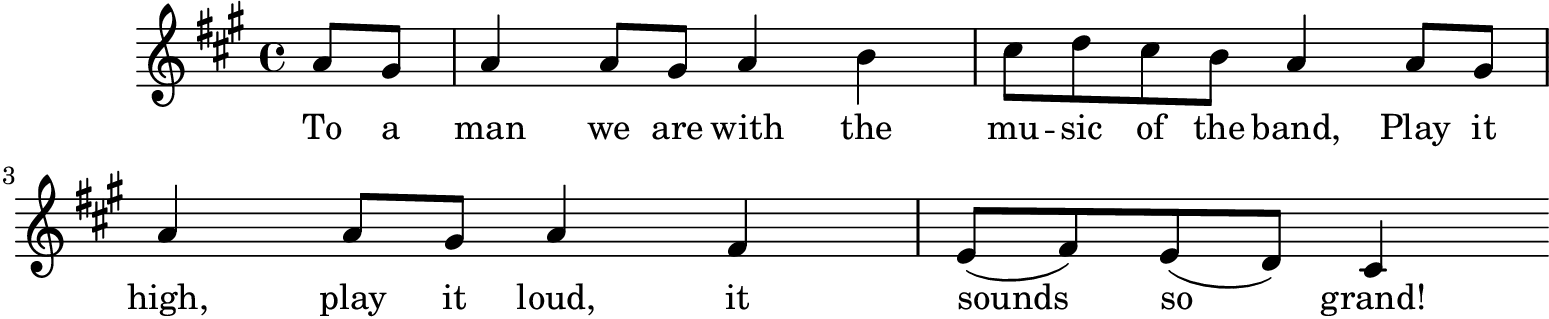 To a man we are with the mu - sic of the band, Play it
3
high, play it loud, it sounds so grand!